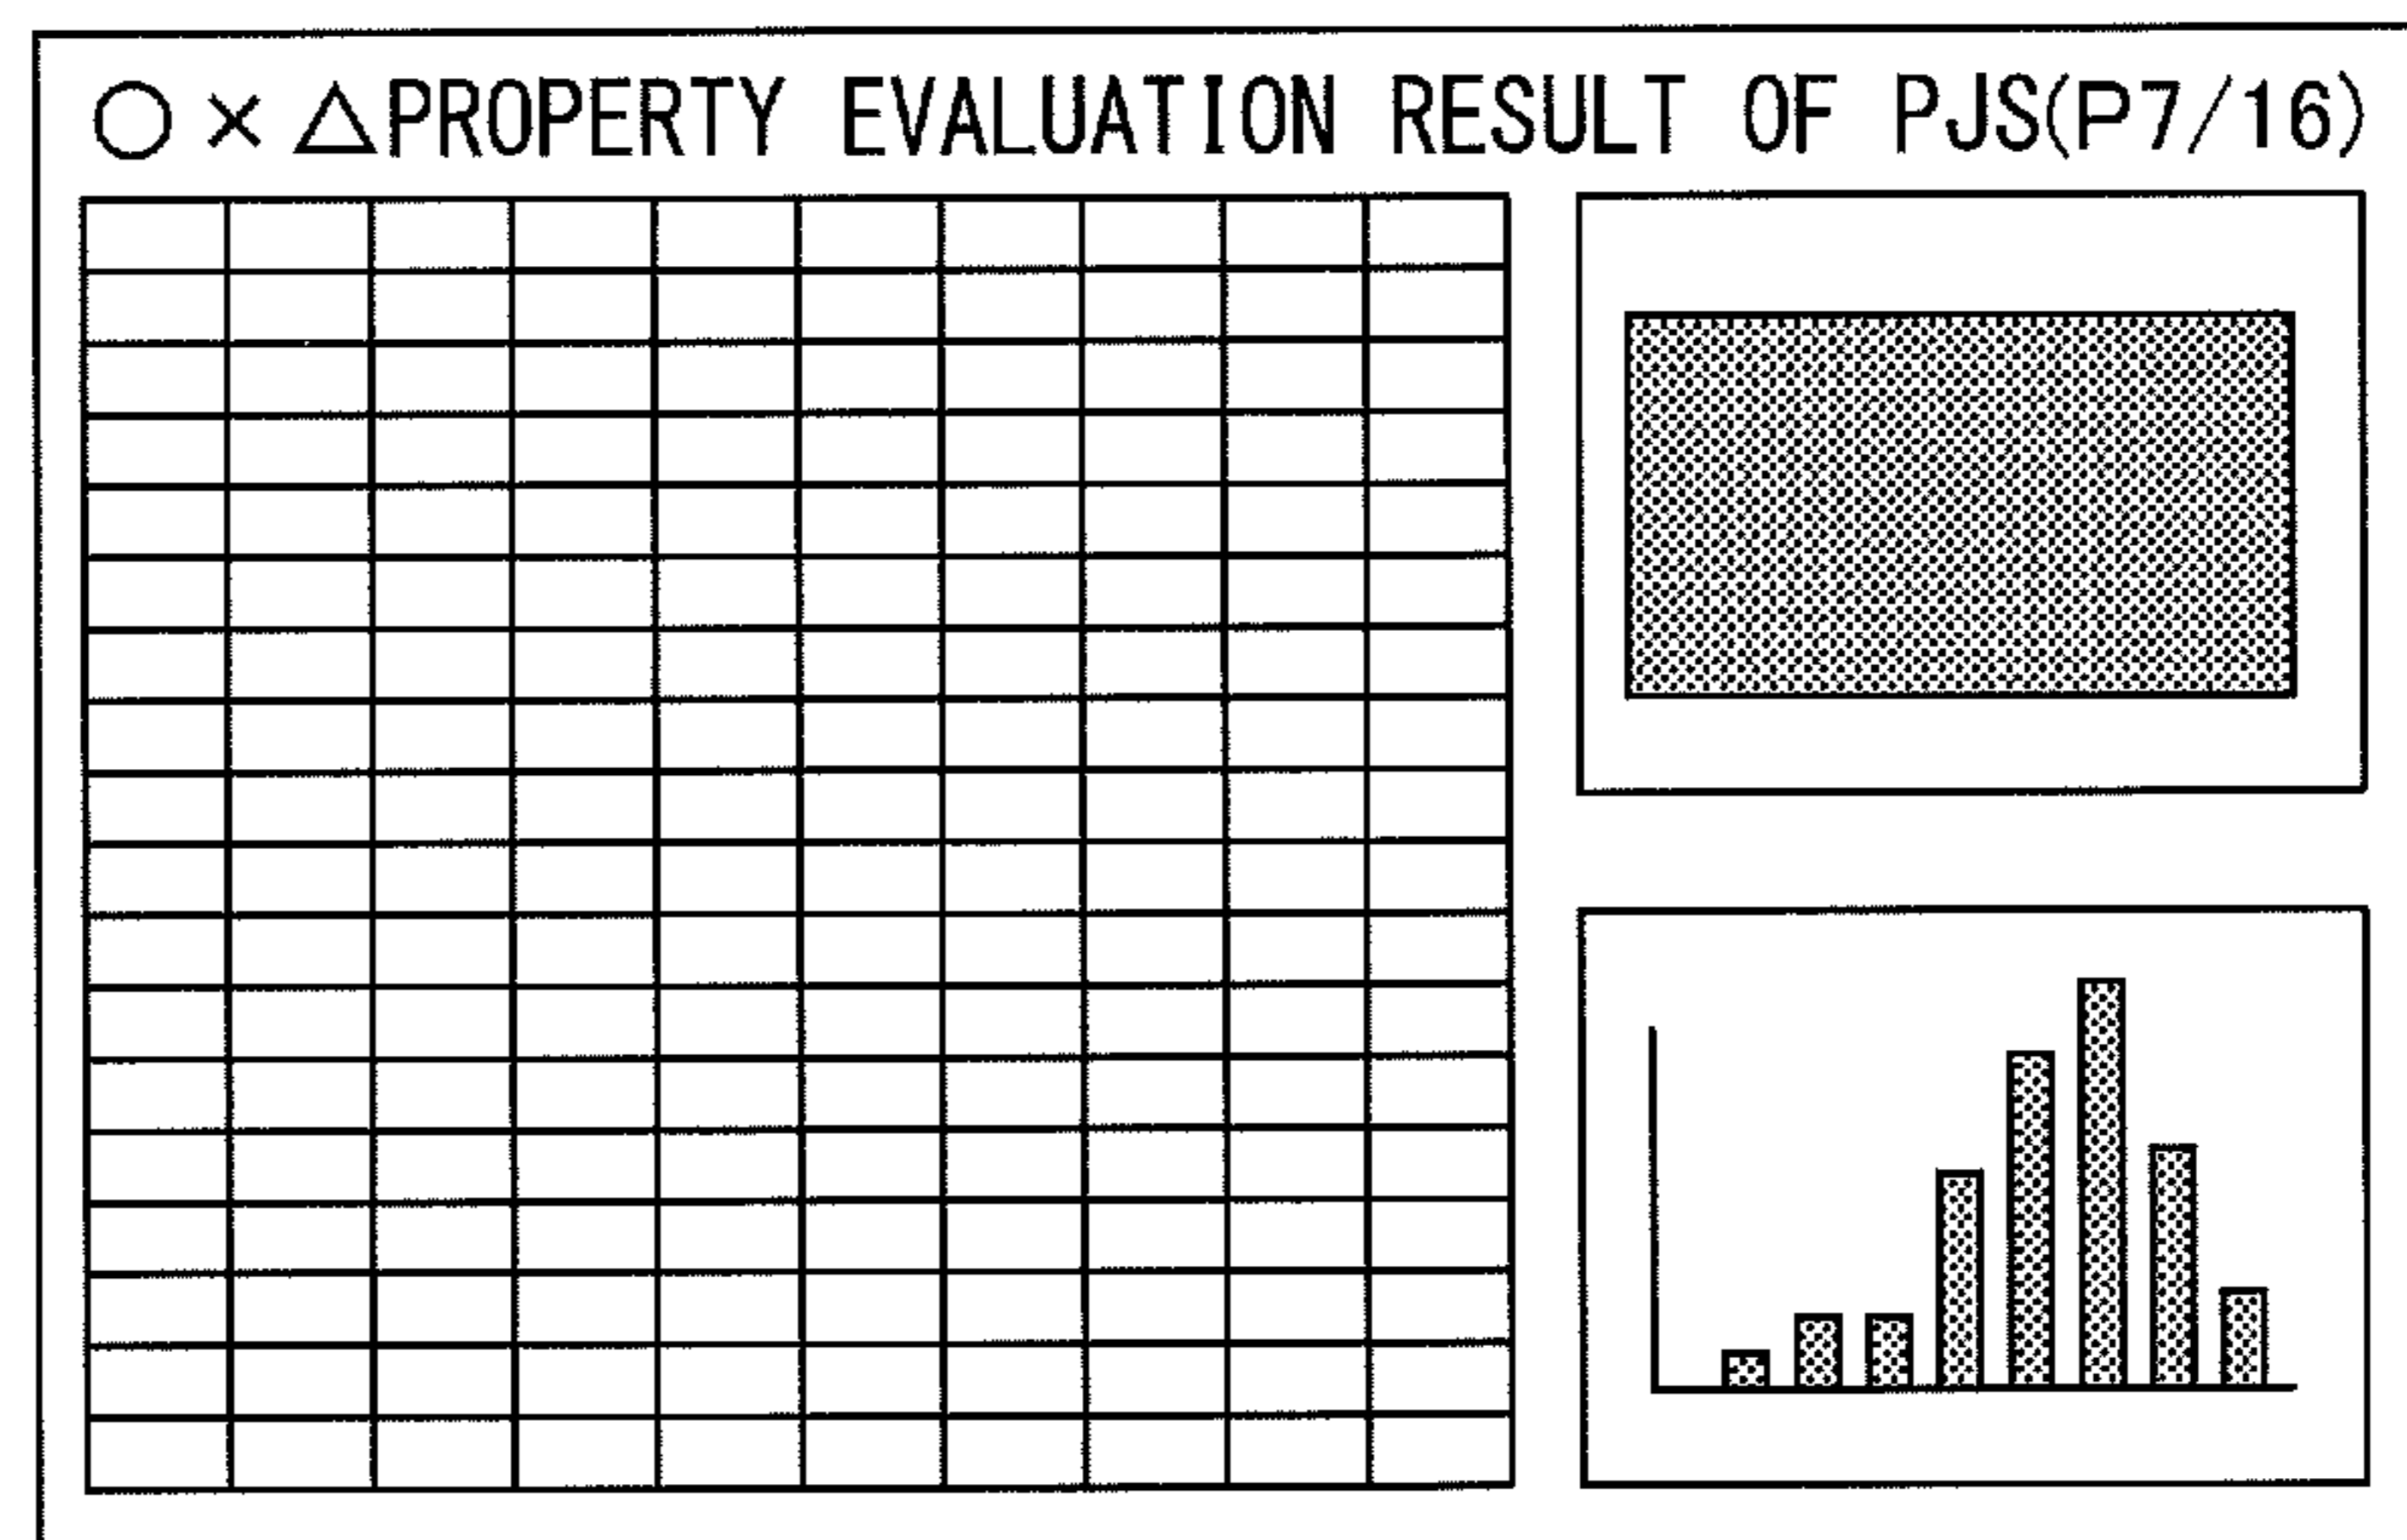 ○×△PROPERTY EVALUATION RESULT OF PJS(P7/16)